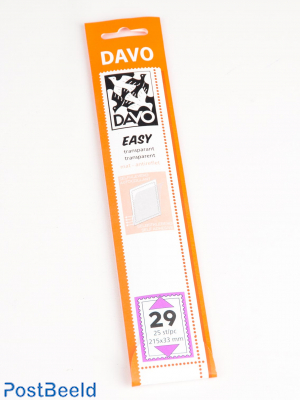 DAVO
DAVO
EASY
transparant
transparent
29
25 st/pc
215x33 mm
PostBeeld